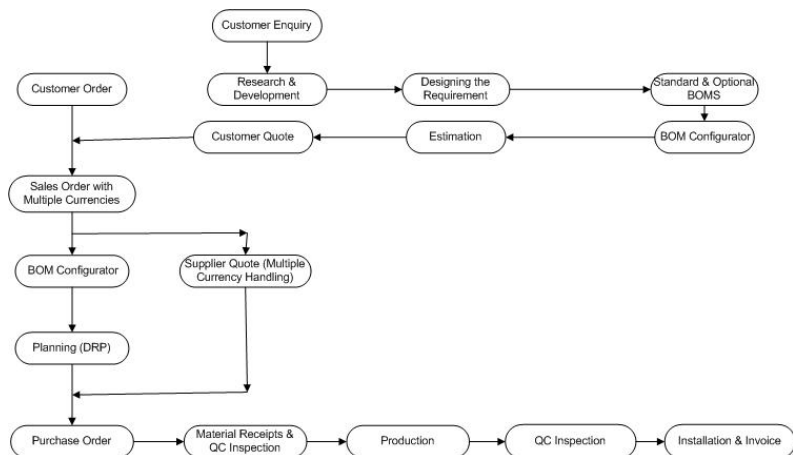 Customer Enquiry
Research &
Development
Designing the
Requirement
Standard & Optional
BOMS
Customer Order
Customer Quote
Estimation
BOM Configurator
Sales Order with
Multiple Currencies
BOM Configurator
Supplier Quote (Multiple
Currency Handling)
Planning (DRP)
Purchase Order
Material Receipts &
QC Inspection
Production
QC Inspection
Installation & Invoice